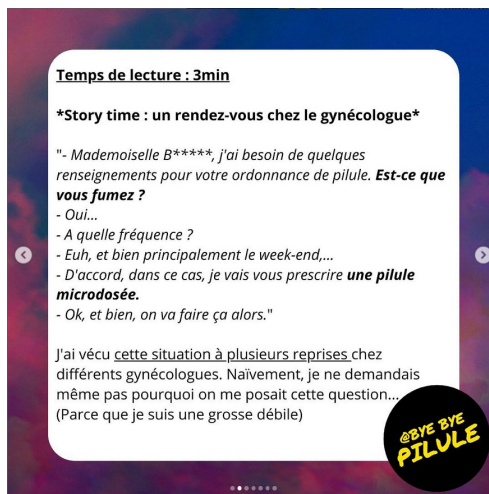 Temps de lecture : 3min
*Story time : un rendez-vous chez le gynécologue*
"- Mademoiselle B*****, j'ai besoin de quelques
renseignements pour votre ordonnance de pilule. Est-ce que
vous fumez ?
- Oui...
- A quelle fréquence ?
- Euh, et bien principalement le week-end,...
- D'accord, dans ce cas, je vais vous prescrire une pilule
microdosée.
- Ok, et bien, on va faire ça alors."
J'ai vécu cette situation à plusieurs reprises chez
différents gynécologues. Naïvement, je ne demandais
même pas pourquoi on me posait cette question...
(Parce que je suis une grosse débile)
@BYE BYE
PILULE